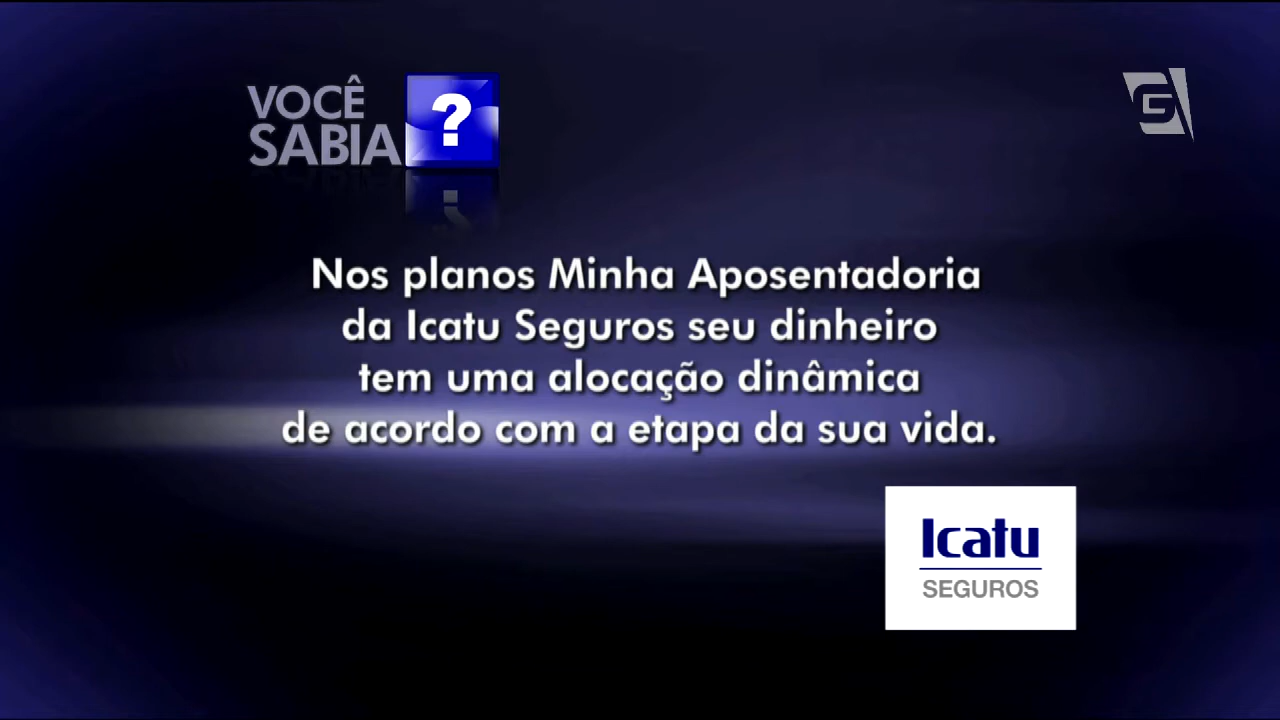 VOCÊ
SABIA
?
Nos planos Minha Aposentadoria
da Icatu Seguros seu dinheiro
tem uma alocação dinâmica
de acordo com a etapa da sua vida.
Icatu
SEGUROS
G